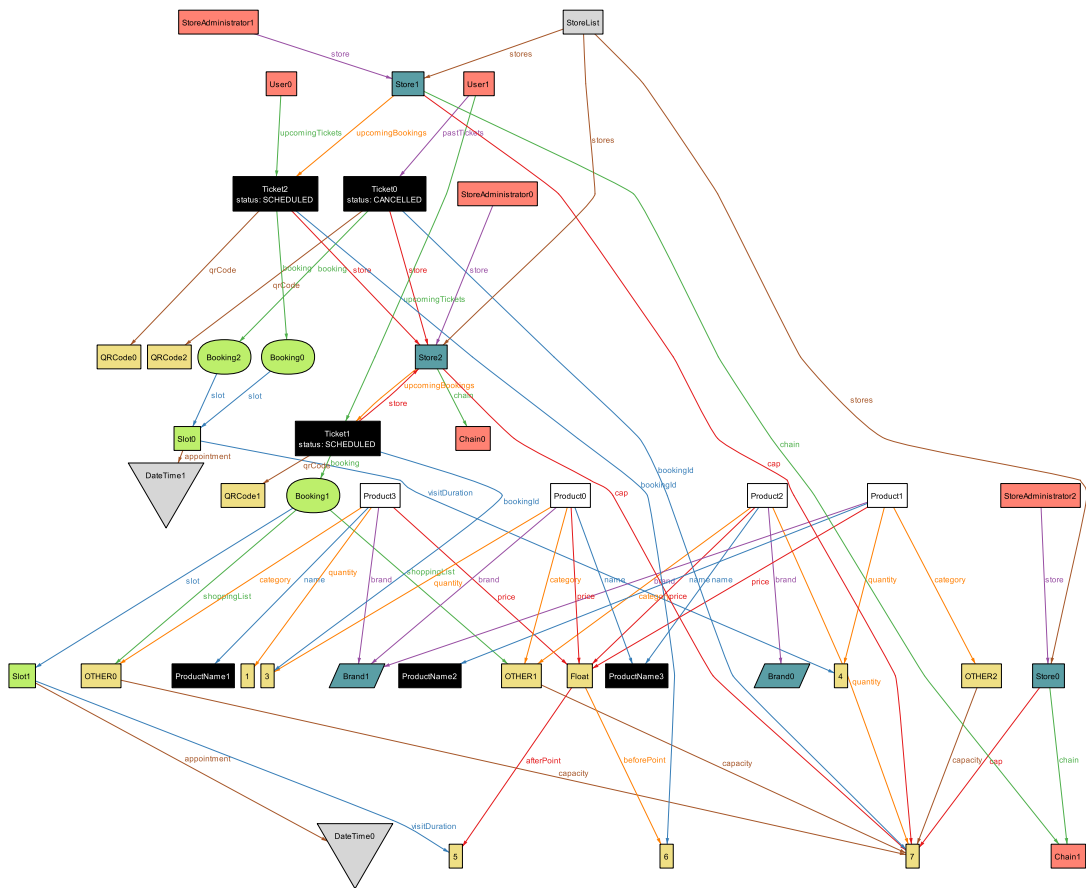 StoreAdministrator1
StoreList
store
stores
User0
Store1
User1
upcomingTickets
upcomingBookings
pastTickets
stores
Ticket2
status: SCHEDULED
Ticket0
status: CANCELLED
StoreAdministrator0
qrCode
booking
booking
store
store
store
qrCode
upcomingTickets
QRCode0
QRCode2
Booking2
Booking0
Store2
upcomingBookings
chain
slot
slot
store
stores
Slot0
Ticket1
status: SCHEDULED
Chain0
chain
appointment
qrCode
booking
cap
bookingId
DateTime1
visitDuration
bookingId
bookingId
cap
QRCode1
Booking1
Product3
Product0
Product2
Product1
StoreAdministrator2
slot
category
name
quantity
brand
quantity
shoppingList
brand
category
name
brand
name
name
brand
price
quantity
category
store
shoppingList
price
price
category
price
Slot1
OTHER0
ProductName1
1
3
Brand1
ProductName2
OTHER1
Float
ProductName3
Brand0
4
quantity
OTHER2
Store0
appointment
capacity
afterPoint
beforePoint
capacity
capacity
cap
chain
visitDuration
DateTime0
5
6
7
Chain1